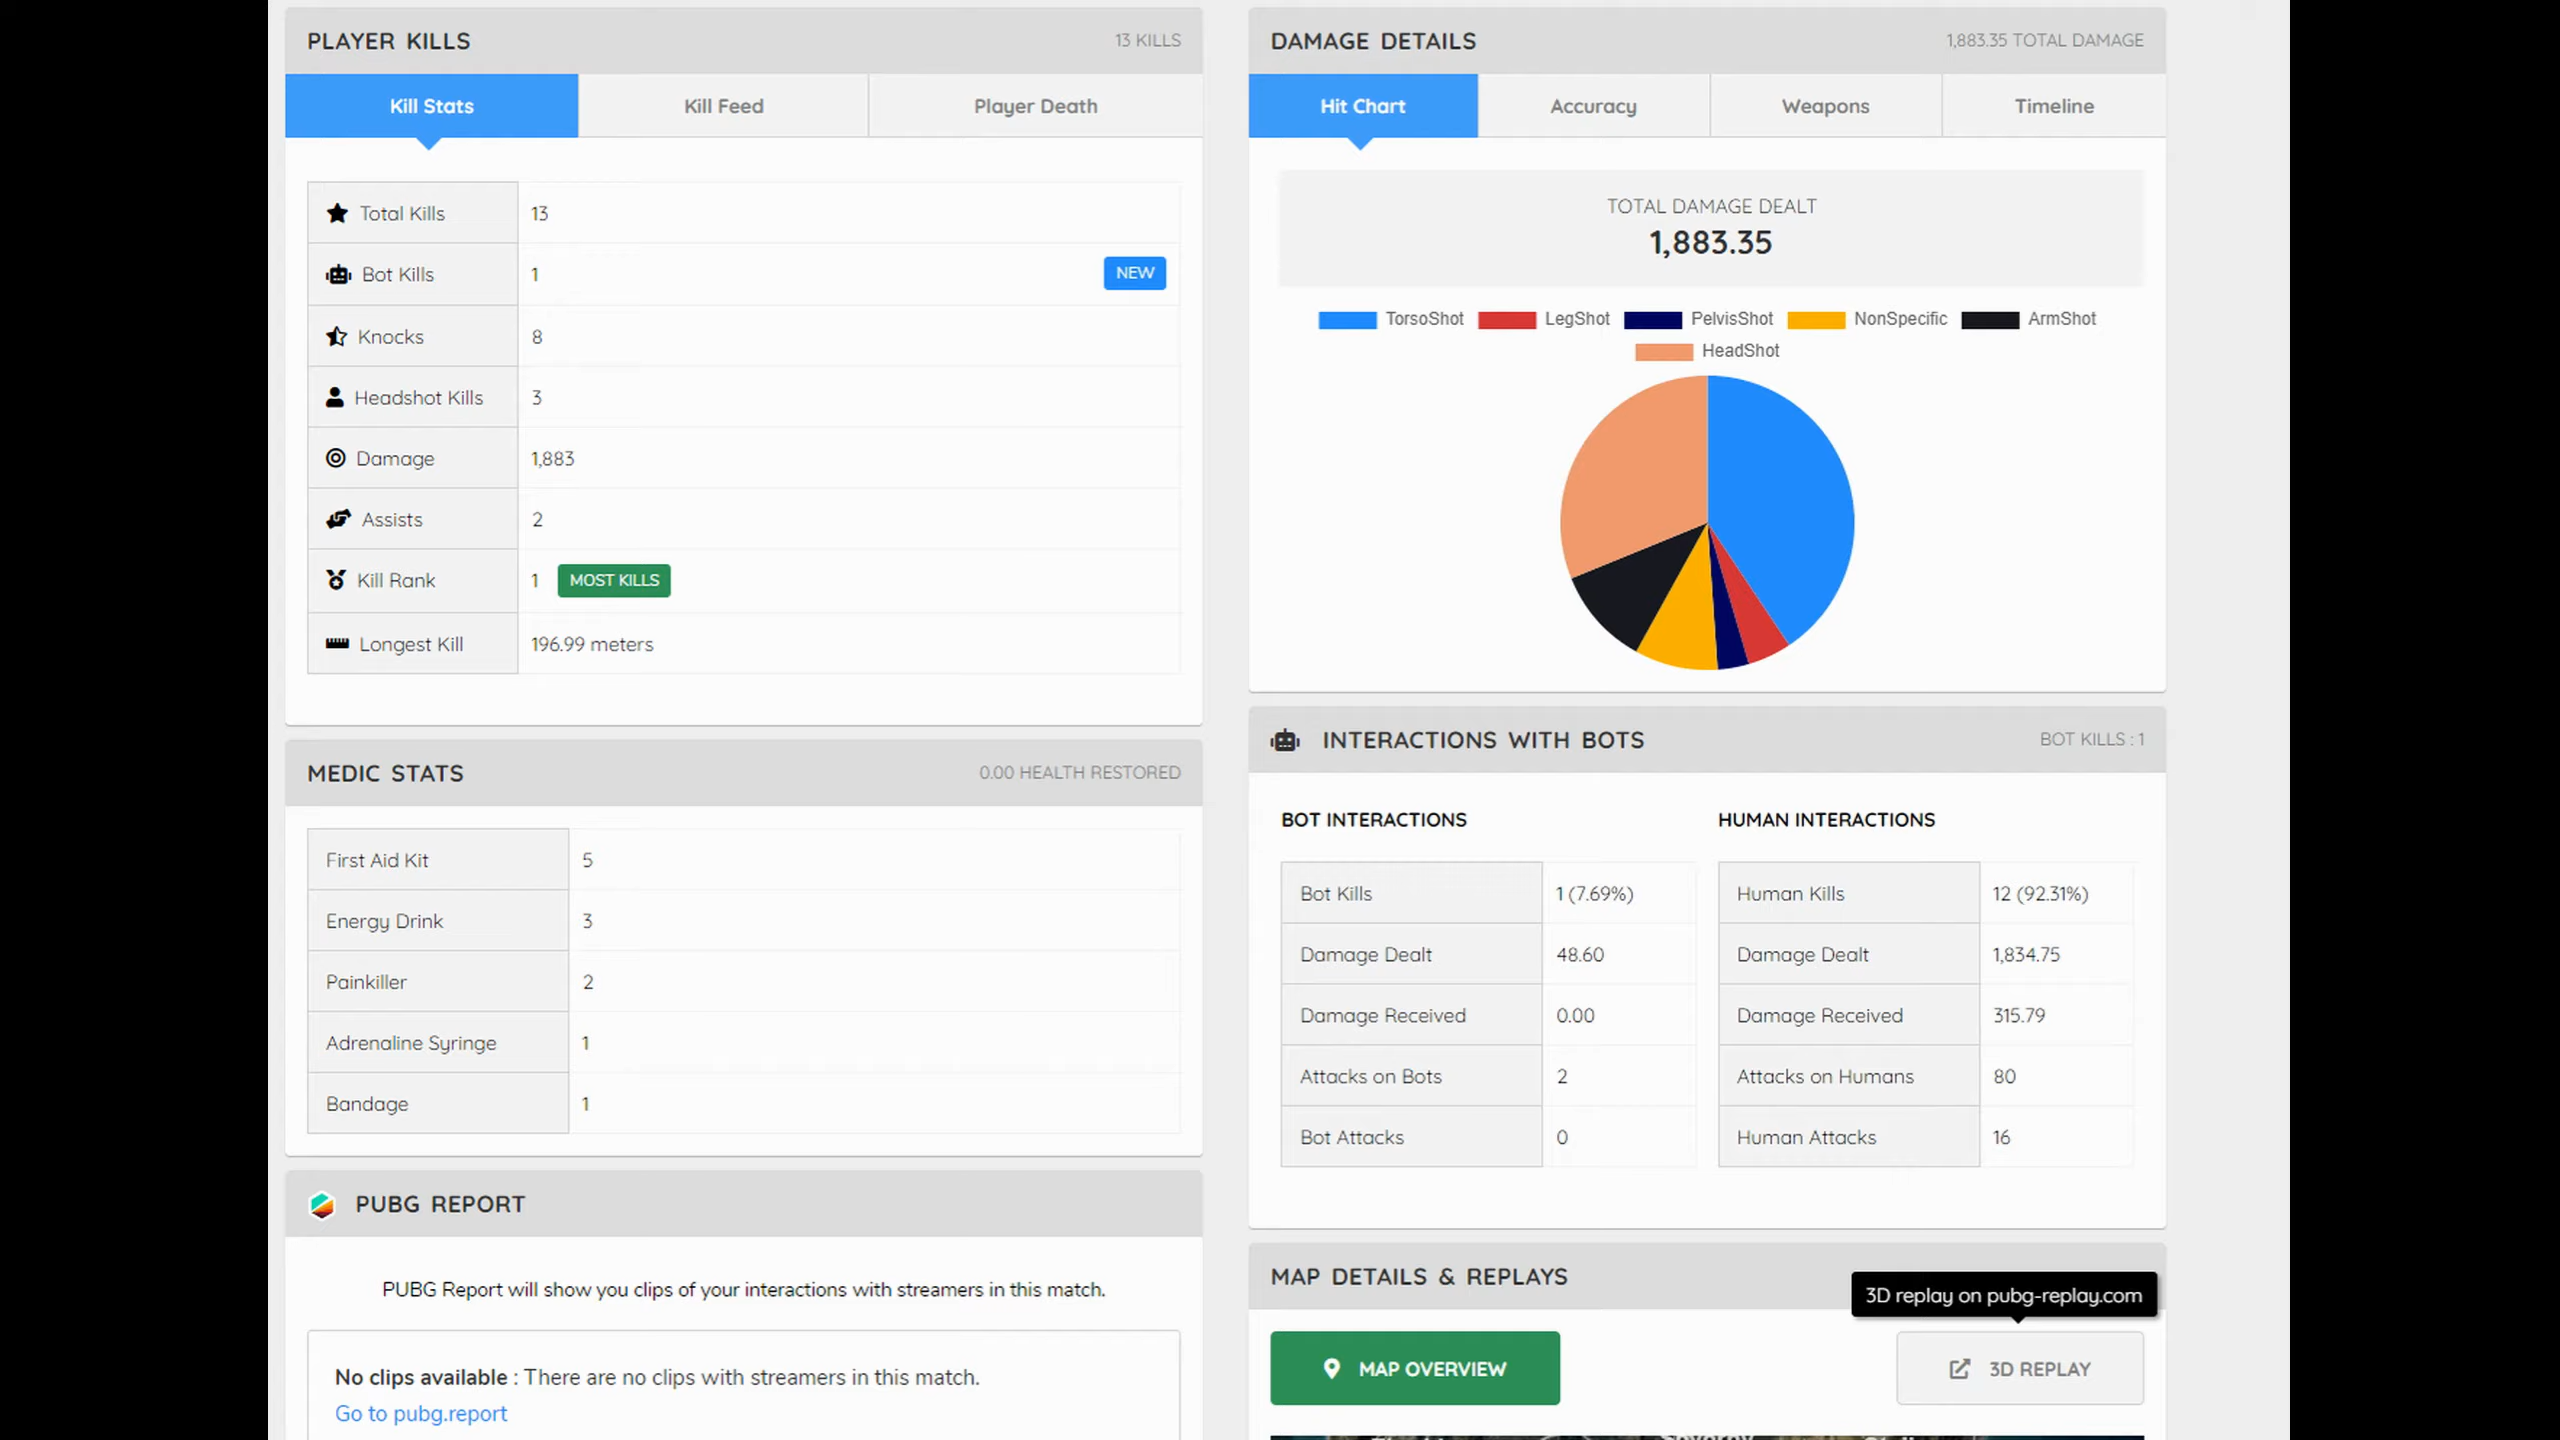 PLAYER KILLS
13 KILLS
Kill Stats
Kill Feed
Player Death
Total Kills 13
Bot Kills 1 NEW
Knocks 8
Headshot Kills 3
Damage 1,883
Assists 2
Kill Rank 1 MOST KILLS
Longest Kill 196.99 meters
MEDIC STATS
0.00 HEALTH RESTORED
First Aid Kit 5
Energy Drink 3
Painkiller 2
Adrenaline Syringe 1
Bandage 1
PUBG REPORT
PUBG Report will show you clips of your interactions with streamers in this match.
No clips available : There are no clips with streamers in this match.
Go to pubg.report
DAMAGE DETAILS
1,883.35 TOTAL DAMAGE
Hit Chart
Accuracy
Weapons
Timeline
TOTAL DAMAGE DEALT
1,883.35
TorsoShot LegShot PelvisShot NonSpecific ArmShot
HeadShot
INTERACTIONS WITH BOTS
BOT KILLS : 1
BOT INTERACTIONS
Bot Kills 1 (7.69%)
Damage Dealt 48.60
Damage Received 0.00
Attacks on Bots 2
Bot Attacks 0
HUMAN INTERACTIONS
Human Kills 12 (92.31%)
Damage Dealt 1,834.75
Damage Received 315.79
Attacks on Humans 80
Human Attacks 16
MAP DETAILS & REPLAYS
3D replay on pubg-replay.com
MAP OVERVIEW
3D REPLAY